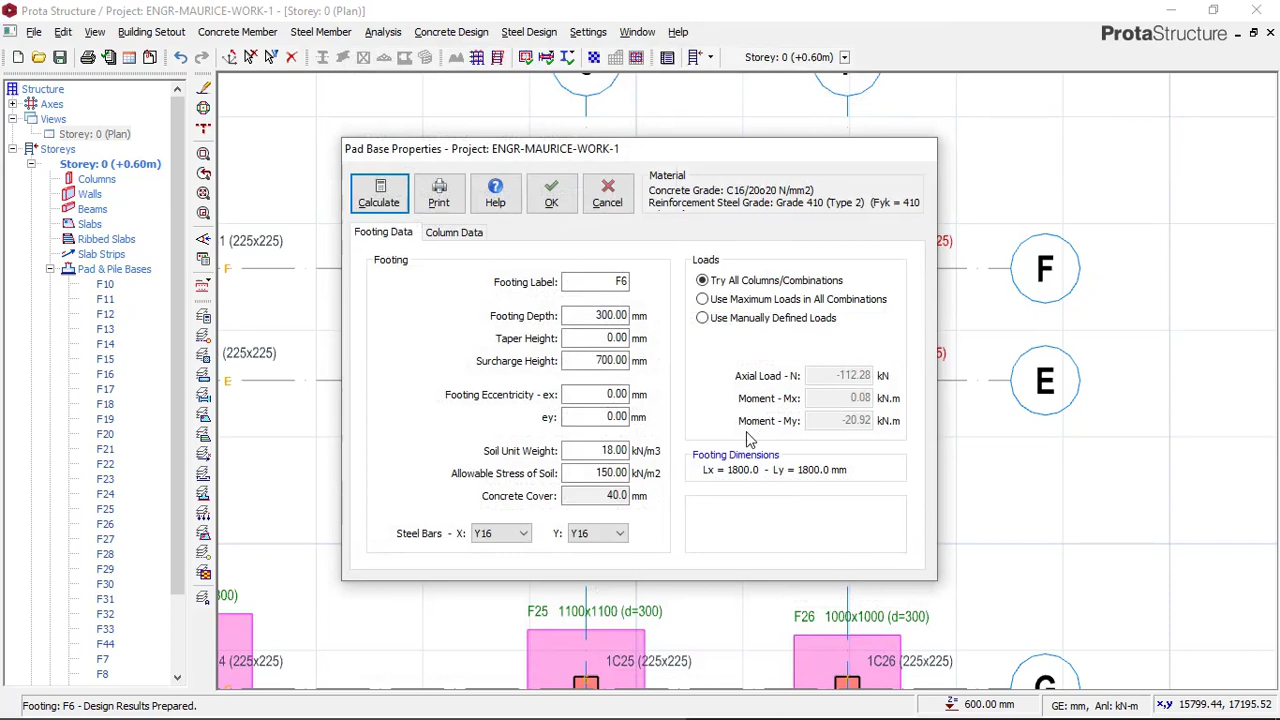 Prota Structure / Project: ENGR-MAURICE-WORK-1 - [Storey: 0 (Plan)]
File Edit View Building Setout Concrete Member Steel Member Analysis Concrete Design Steel Design Settings Window Help
ProtaStructure
Storey: 0 (+0.60m)
Structure
Axes
Views
Storey: 0 (Plan)
Storeys
Storey: 0 (+0.60m)
Columns
Walls
Beams
Slabs
Ribbed Slabs
Slab Strips
Pad & Pile Bases
F10
F11
F12
F13
F14
F15
F16
F17
F18
F19
F20
F21
F22
F23
F24
F25
F26
F27
F28
F29
F30
F31
F32
F33
F44
F7
F8
1 (225x225)
F
(225x225)
E
F
E
Pad Base Properties - Project: ENGR-MAURICE-WORK-1
Calculate
Print
Help
OK
Cancel
Material
Concrete Grade: C16/20o20 N/mm2)
Reinforcement Steel Grade: Grade 410 (Type 2) (Fyk = 410
Footing Data Column Data
Footing
Footing Label: F6
Footing Depth: 300.00 mm
Taper Height: 0.00 mm
Surcharge Height: 700.00 mm
Footing Eccentricity - ex: 0.00 mm
ey: 0.00 mm
Soil Unit Weight: 18.00 kN/m3
Allowable Stress of Soil: 150.00 kN/m2
Concrete Cover: 40.0 mm
Steel Bars - X: Y16 Y: Y16
Loads
Try All Columns/Combinations
Use Maximum Loads in All Combinations
Use Manually Defined Loads
Axial Load - N: -112.28 kN
Moment - Mx: 0.08 kN.m
Moment - My: -20.92 kN.m
Footing Dimensions
Lx = 1800.0 - Ly = 1800.0 mm
300)
F25 1100x1100 (d=300)
F26 1000x1000 (d=300)
4 (225x225)
1C25 (225x225)
1C26 (225x225)
Footing: F6 - Design Results Prepared.
Z= 600.00 mm
GE: mm, Anl: kN-m
x,y 15799.44, 17195.52